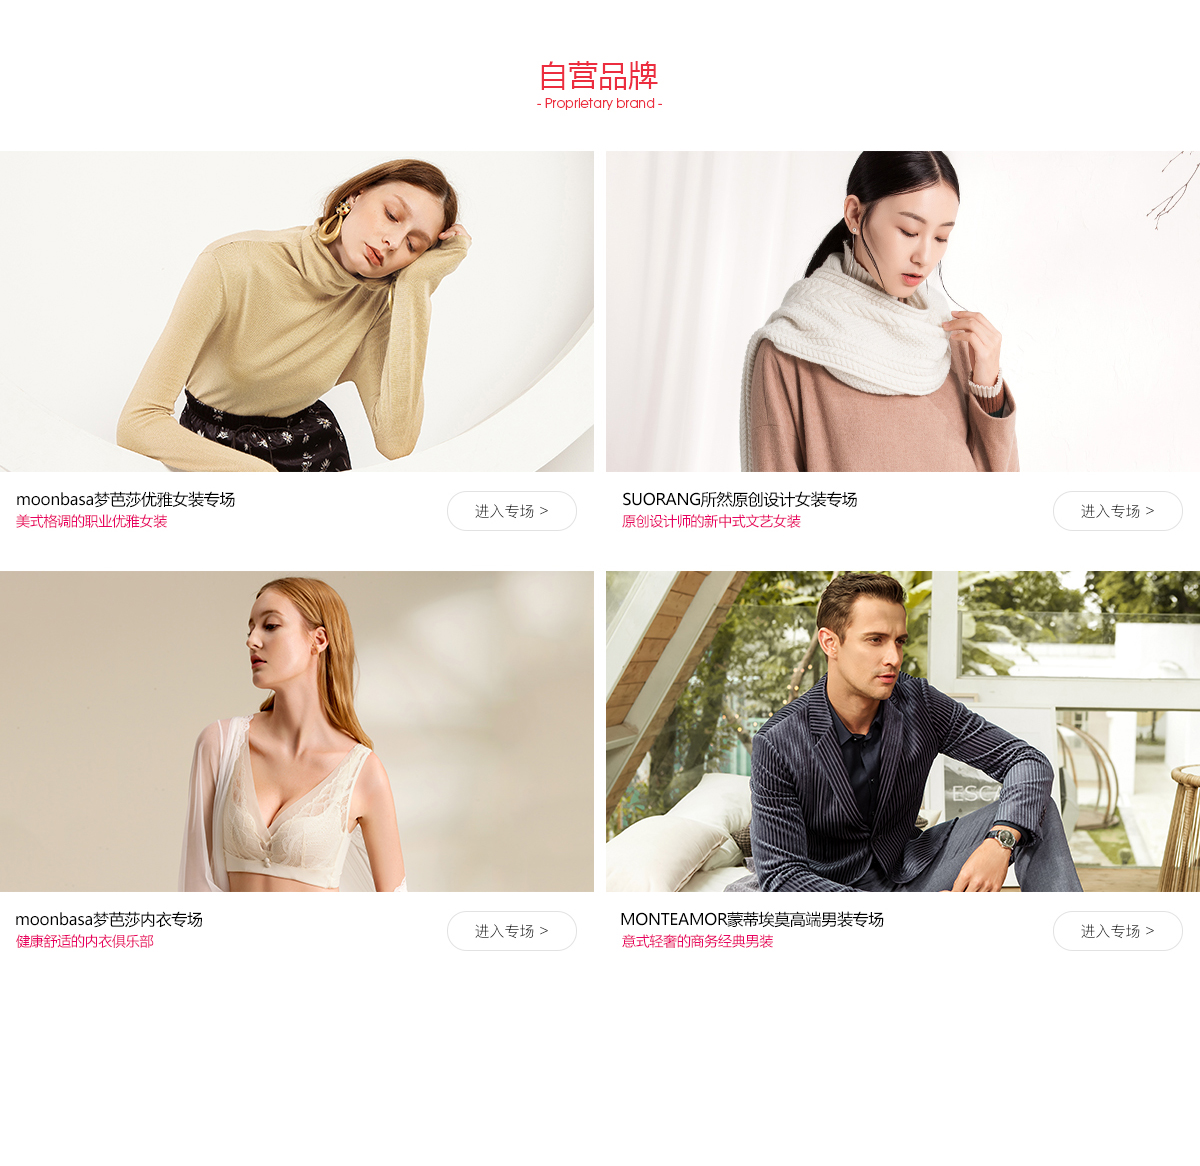 自营品牌
- Proprietary brand -
moonbasa梦芭莎优雅女装专场
美式格调的职业优雅女装
进入专场 >
SUORANG所然原创设计女装专场
原创设计师的新中式文艺女装
进入专场 >
ESCA
moonbasa梦芭莎内衣专场
健康舒适的内衣俱乐部
进入专场 >
MONTEAMOR蒙蒂埃莫高端男装专场
意式轻奢的商务经典男装
进入专场 >